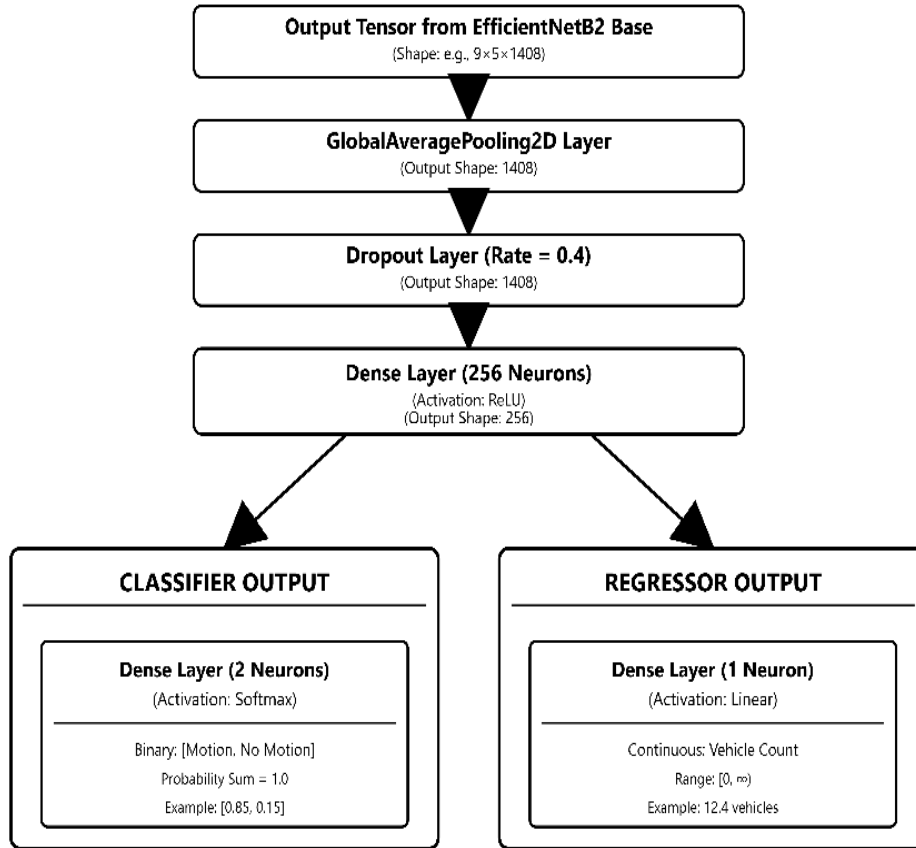 Output Tensor from EfficientNetB2 Base
(Shape: e.g., 9×5×1408)
GlobalAveragePooling2D Layer
(Output Shape: 1408)
Dropout Layer (Rate = 0.4)
(Output Shape: 1408)
Dense Layer (256 Neurons)
(Activation: ReLU)
(Output Shape: 256)
CLASSIFIER OUTPUT
Dense Layer (2 Neurons)
(Activation: Softmax)
Binary: [Motion, No Motion]
Probability Sum = 1.0
Example: [0.85, 0.15]
REGRESSOR OUTPUT
Dense Layer (1 Neuron)
(Activation: Linear)
Continuous: Vehicle Count
Range: [0, ∞)
Example: 12.4 vehicles